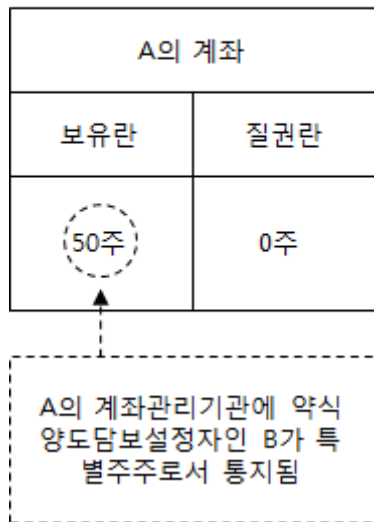 A의 계좌
보유란 질권란
50주 0주
A의 계좌관리기관에 약식
양도담보설정자인 B가 특
별주주로서 통지됨